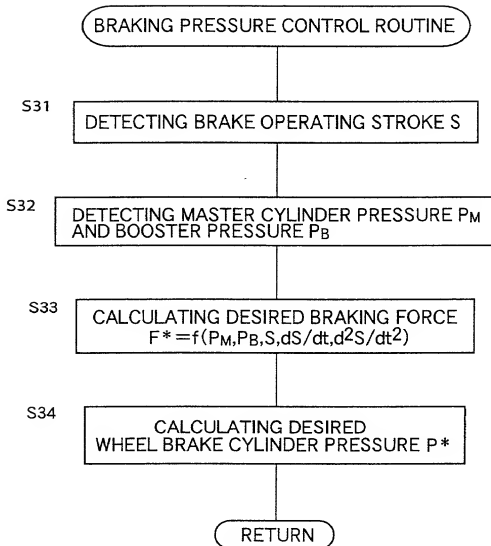 BRAKING PRESSURE CONTROL ROUTINE
S31
DETECTING BRAKE OPERATING STROKE S
S32
DETECTING MASTER CYLINDER PRESSURE PM
AND BOOSTER PRESSURE PB
S33
CALCULATING DESIRED BRAKING FORCE
F*=f(PM,PB,S,dS/dt,d²S/dt²)
S34
CALCULATING DESIRED
WHEEL BRAKE CYLINDER PRESSURE P*
RETURN